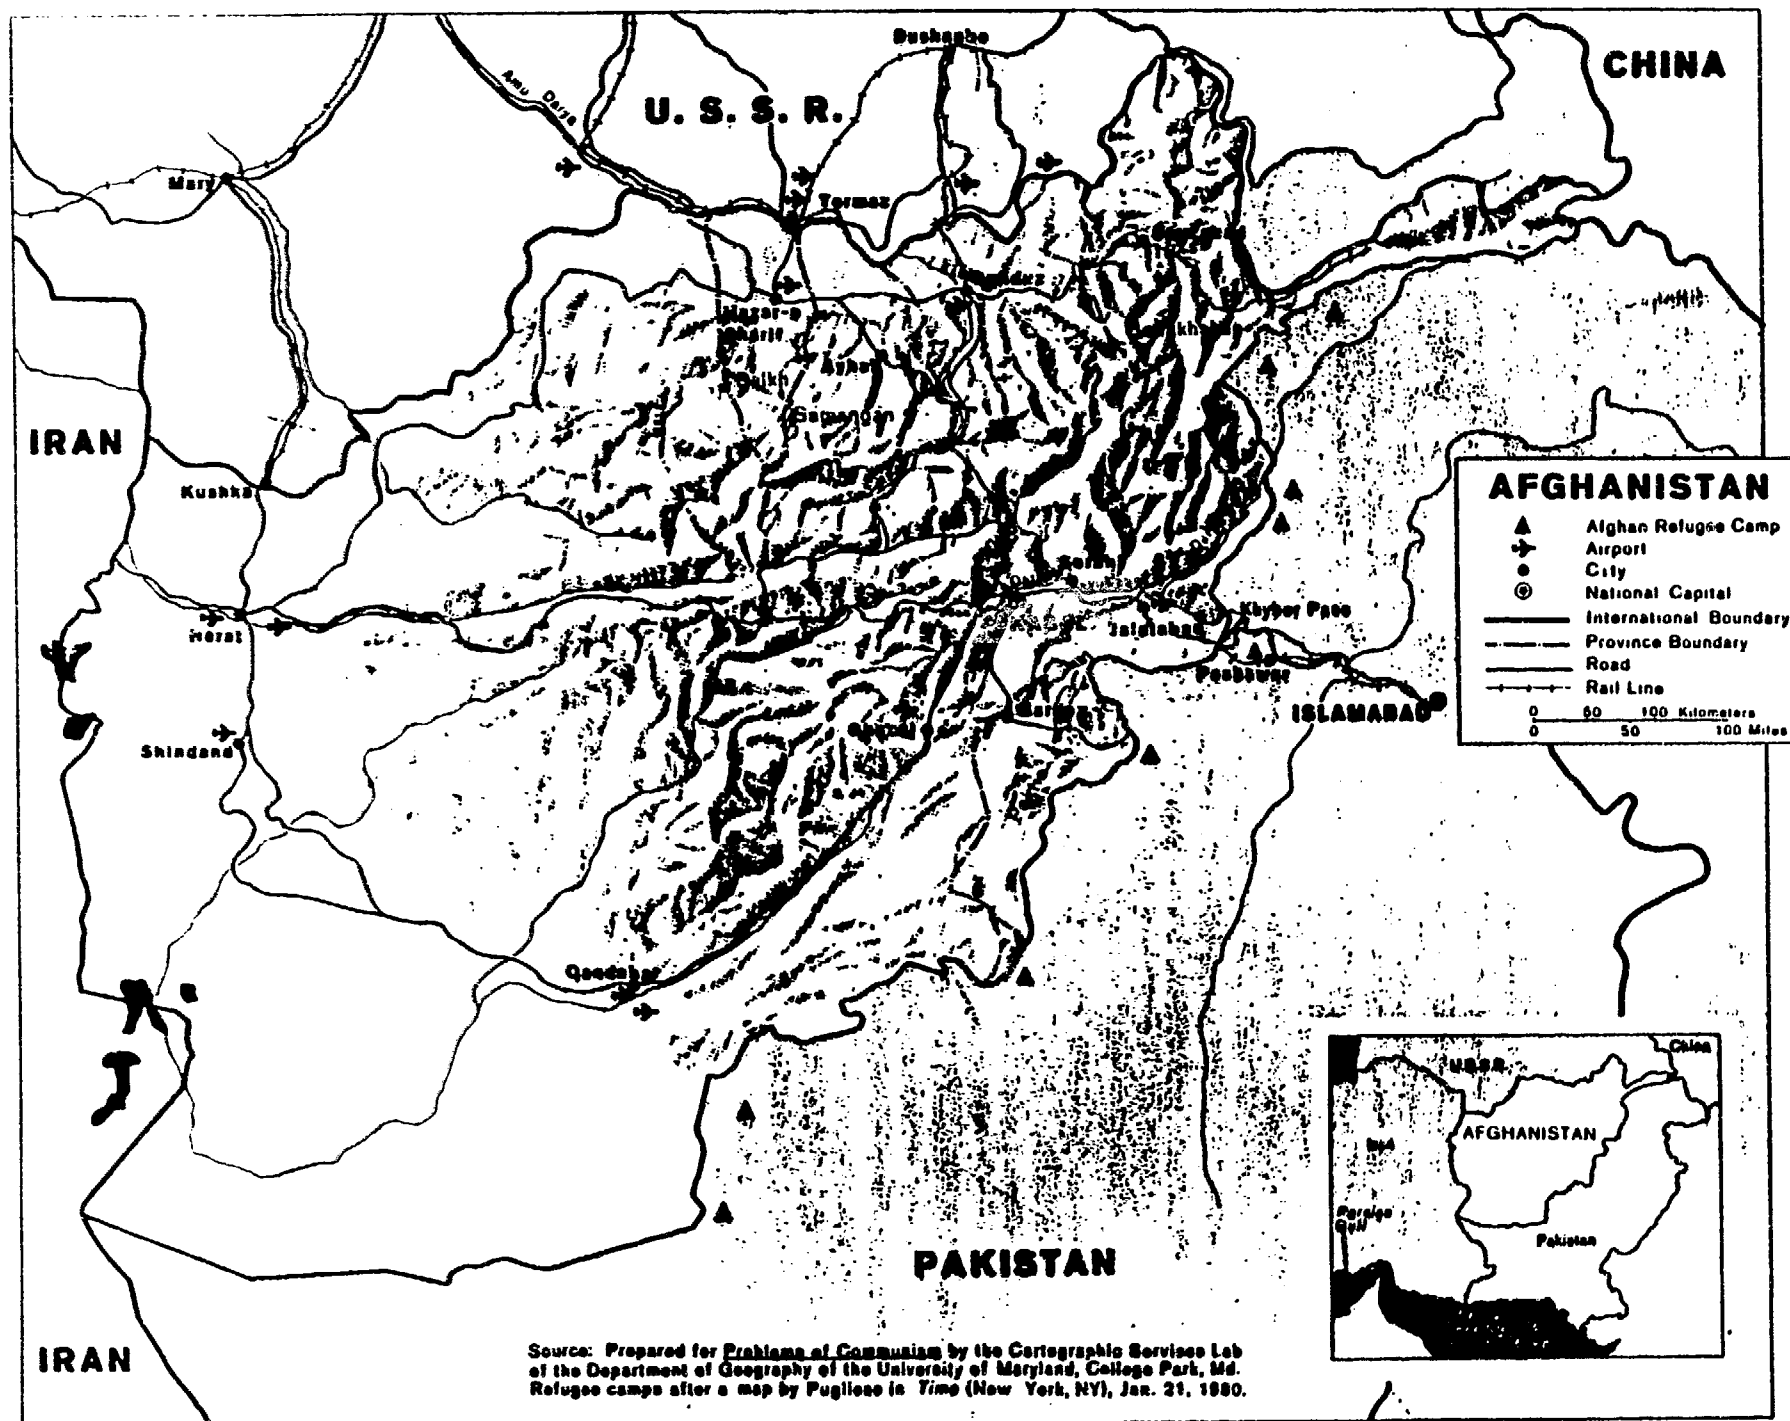 Dushanbe
CHINA
Amu Darya
U. S. S. R.
Mary
Termez
Mazar-e
Sharif
Balkh
Aybak
Samangan
IRAN
Kushka
AFGHANISTAN
Afghan Refugee Camp
Airport
City
National Capital
International Boundary
Province Boundary
Road
Rail Line
0 50 100 Kilometers
0 50 100 Miles
Herat
Khyber Pass
Jalalabad
Peshawar
ISLAMABAD
Gardez
Ghazni
Shindand
Qandahar
China
U.S.S.R.
AFGHANISTAN
Iran
Persian
Gulf
Pakistan
PAKISTAN
IRAN
Source: Prepared for Problems of Communism by the Cartographic Services Lab
of the Department of Geography of the University of Maryland, College Park, Md.
Refugee camps after a map by Pugliese in Time (New York, NY), Jan. 21, 1980.